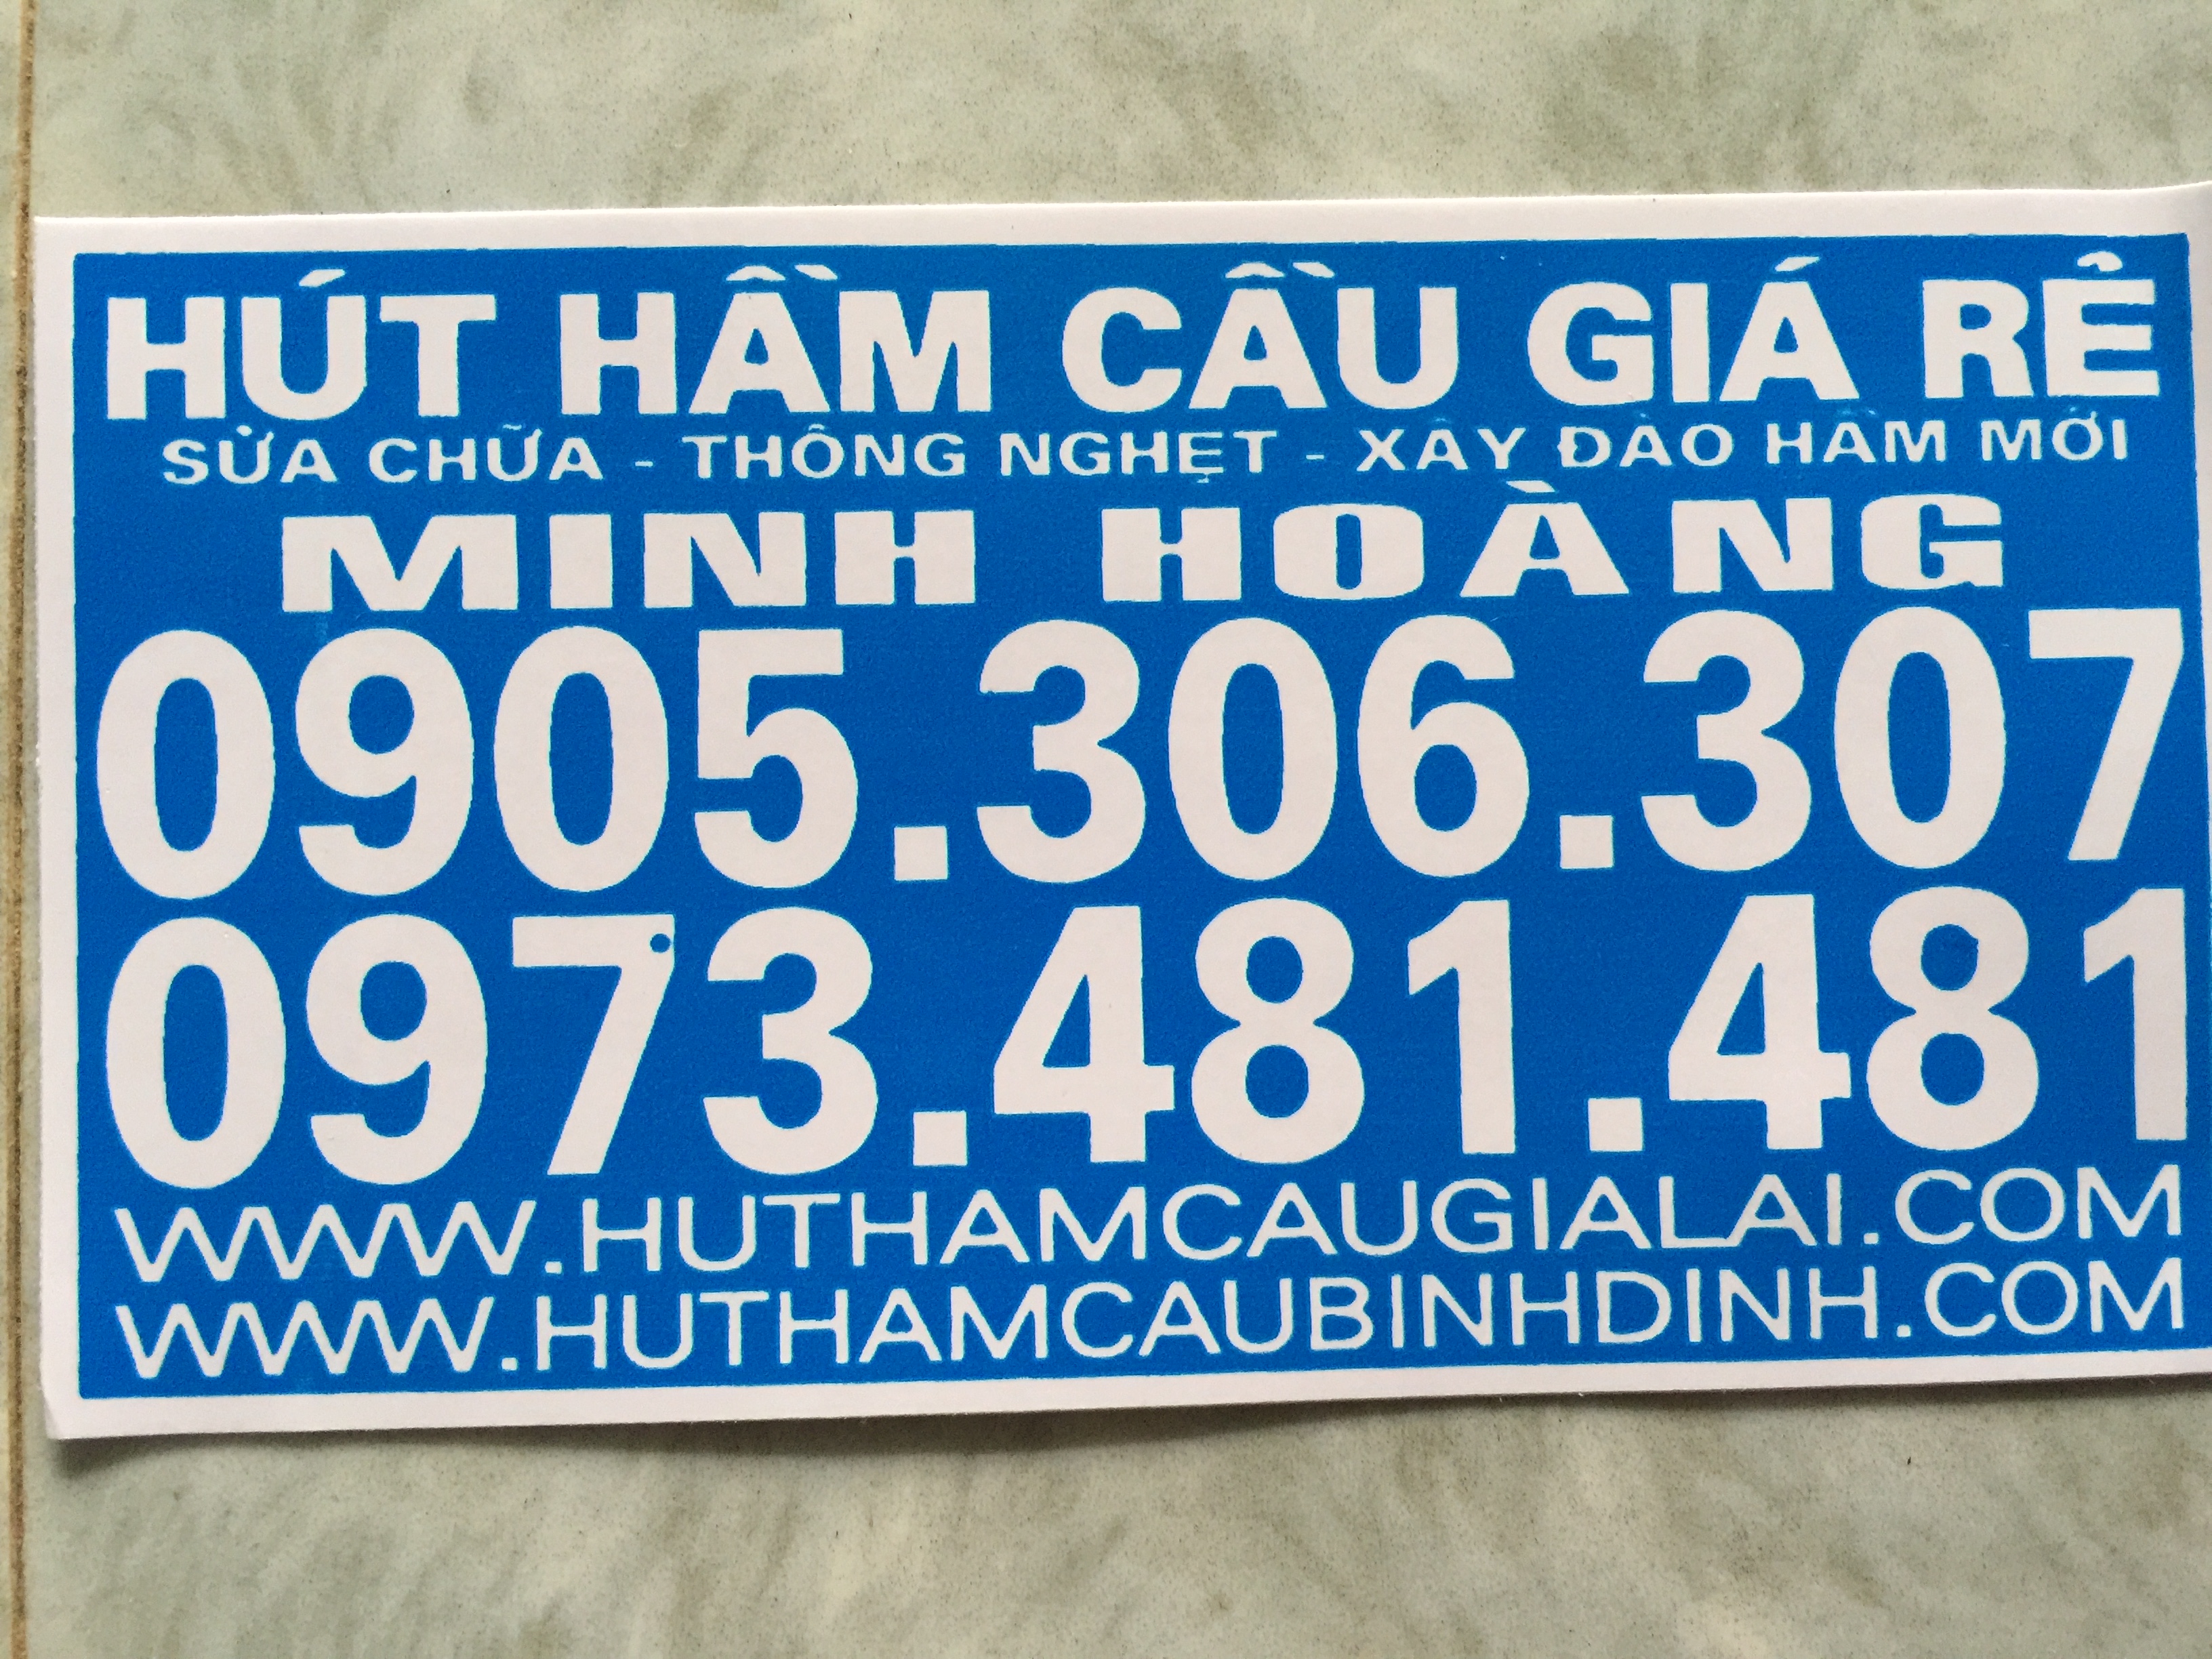 HÚT HẦM CẦU GIÁ RẺ
SỬA CHỮA - THÔNG NGHẸT - XÂY ĐÀO HẦM MỚI
MINH HOÀNG
0905.306.307
0973.481.481
WWW.HUTHAMCAUGIALAI.COM
WWW.HUTHAMCAUBINHDINH.COM